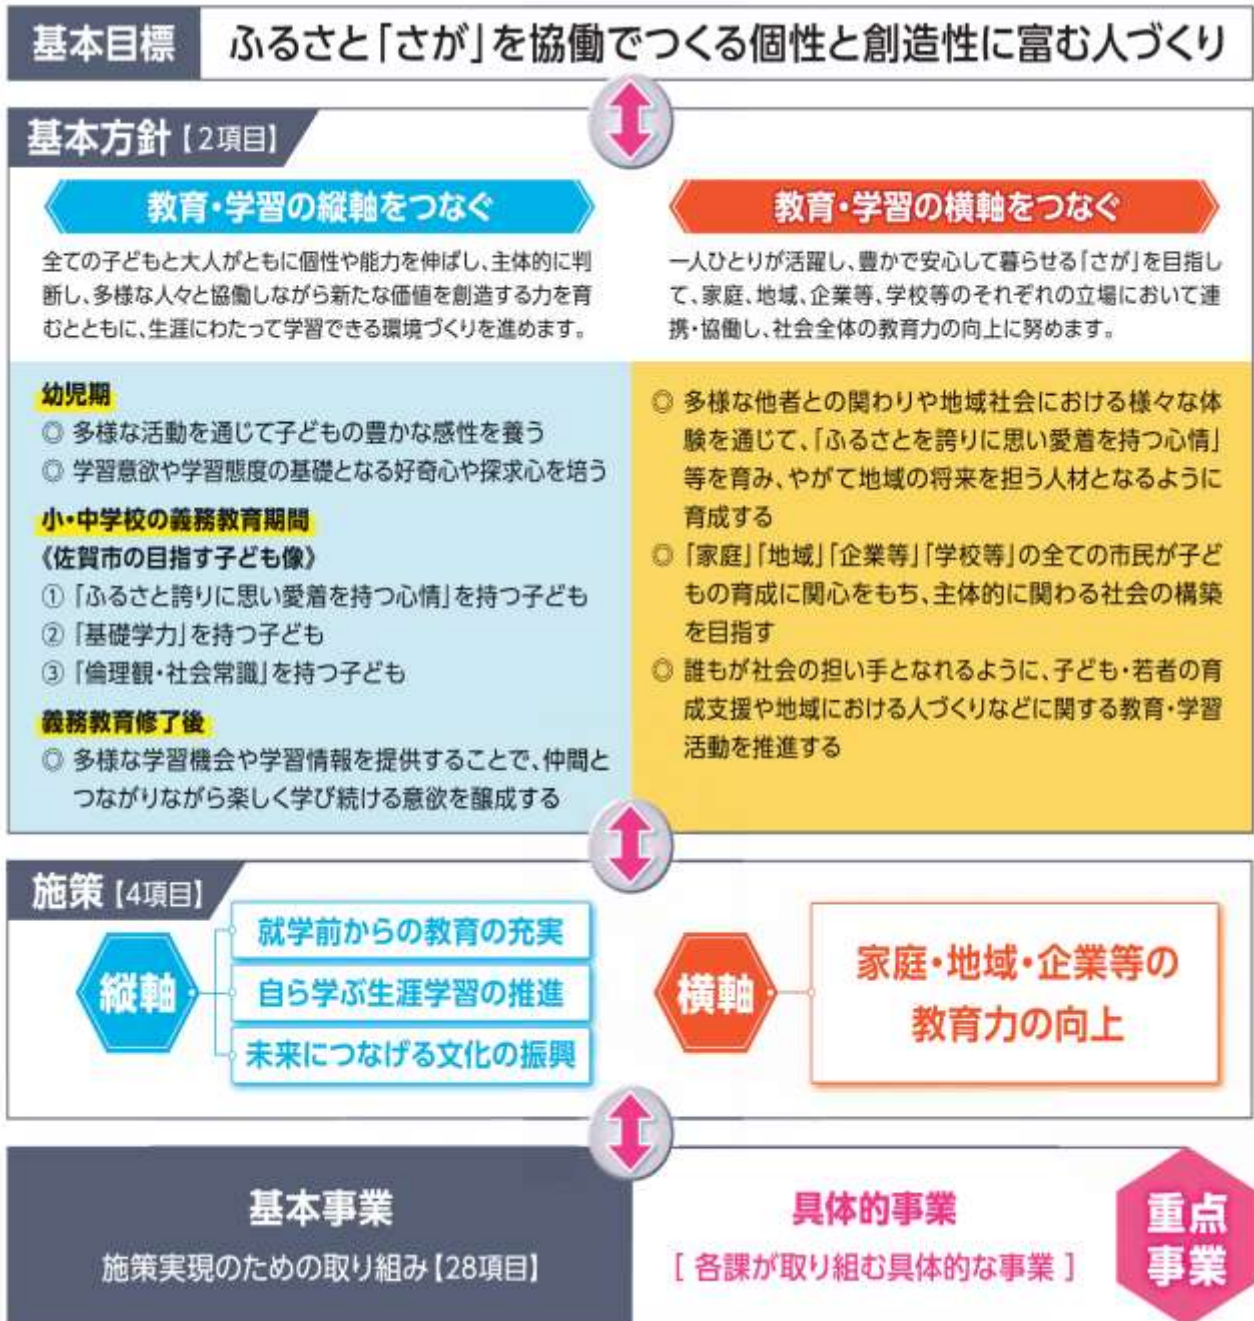 基本目標
ふるさと「さが」を協働でつくる個性と創造性に富む人づくり
基本方針【2項目】
教育・学習の縦軸をつなぐ
全ての子どもと大人がともに個性や能力を伸ばし、主体的に判
断し、多様な人々と協働しながら新たな価値を創造する力を育
むとともに、生涯にわたって学習できる環境づくりを進めます。
幼児期
◎ 多様な活動を通じて子どもの豊かな感性を養う
◎ 学習意欲や学習態度の基礎となる好奇心や探求心を培う
小・中学校の義務教育期間
《佐賀市の目指す子ども像》
① 「ふるさと誇りに思い愛着を持つ心情」を持つ子ども
② 「基礎学力」を持つ子ども
③ 「倫理観・社会常識」を持つ子ども
義務教育修了後
◎ 多様な学習機会や学習情報を提供することで、仲間と
つながりながら楽しく学び続ける意欲を醸成する
教育・学習の横軸をつなぐ
一人ひとりが活躍し、豊かで安心して暮らせる「さが」を目指し
て、家庭、地域、企業等、学校等のそれぞれの立場において連
携・協働し、社会全体の教育力の向上に努めます。
◎ 多様な他者との関わりや地域社会における様々な体
験を通じて、「ふるさとを誇りに思い愛着を持つ心情」
等を育み、やがて地域の将来を担う人材となるように
育成する
◎ 「家庭」「地域」「企業等」「学校等」の全ての市民が子ど
もの育成に関心をもち、主体的に関わる社会の構築
を目指す
◎ 誰もが社会の担い手となれるように、子ども・若者の育
成支援や地域における人づくりなどに関する教育・学習
活動を推進する
施策【4項目】
縦軸
就学前からの教育の充実
自ら学ぶ生涯学習の推進
未来につなげる文化の振興
横軸
家庭・地域・企業等の
教育力の向上
基本事業
施策実現のための取り組み【28項目】
具体的事業
[ 各課が取り組む具体的な事業 ]
重点
事業